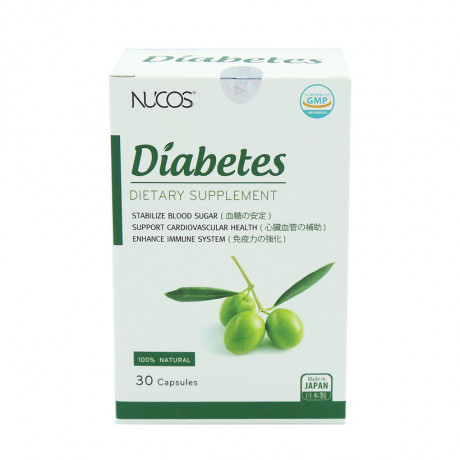 NUCOS®
GMP
Diabetes
DIETARY SUPPLEMENT
STABILIZE BLOOD SUGAR (血糖の安定)
SUPPORT CARDIOVASCULAR HEALTH (心臓血管の補助)
ENHANCE IMMUNE SYSTEM (免疫力の強化)
100% NATURAL
30 Capsules
Made in
JAPAN
日本製